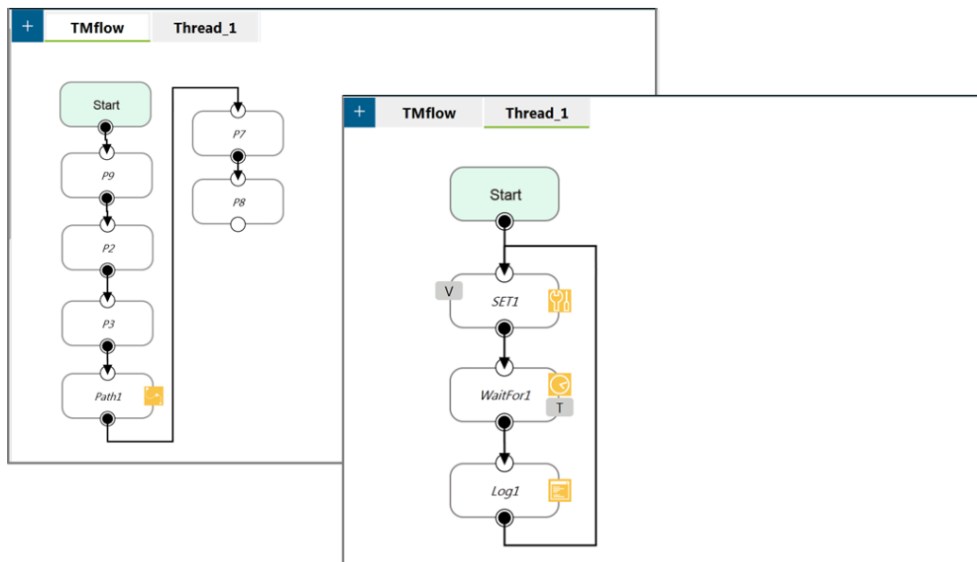 + TMflow Thread_1
Start
P9
P2
P3
Path1
P7
P8
+ TMflow Thread_1
Start
V
SET1
WaitFor1
T
Log1